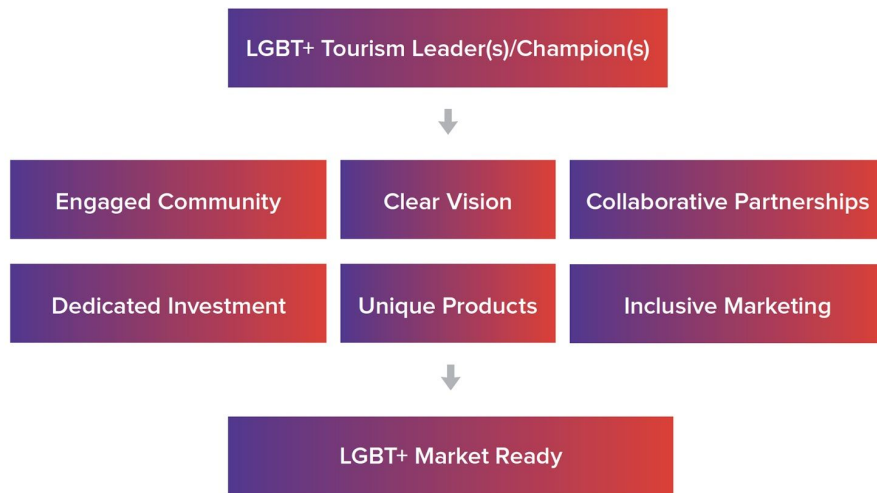 LGBT+ Tourism Leader(s)/Champion(s)
Engaged Community
Clear Vision
Collaborative Partnerships
Dedicated Investment
Unique Products
Inclusive Marketing
LGBT+ Market Ready